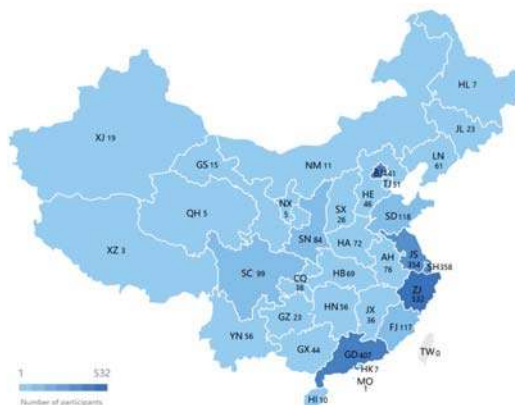 HL 7
JL 23
XJ 19
LN
61
GS 15
NM 11
BJ 441
TJ 51
HE
46
QH 5
NX
5
SX
26
SD 118
SN 84
HA 72
XZ 3
AH
76
JS
354
SH 358
SC 99
CQ
38
HB 69
ZJ
532
HN 56
JX
36
GZ 23
FJ 117
YN 56
GX 44
GD 407
TW 0
HK 7
MO
1
HI 10
1
532
Number of participants